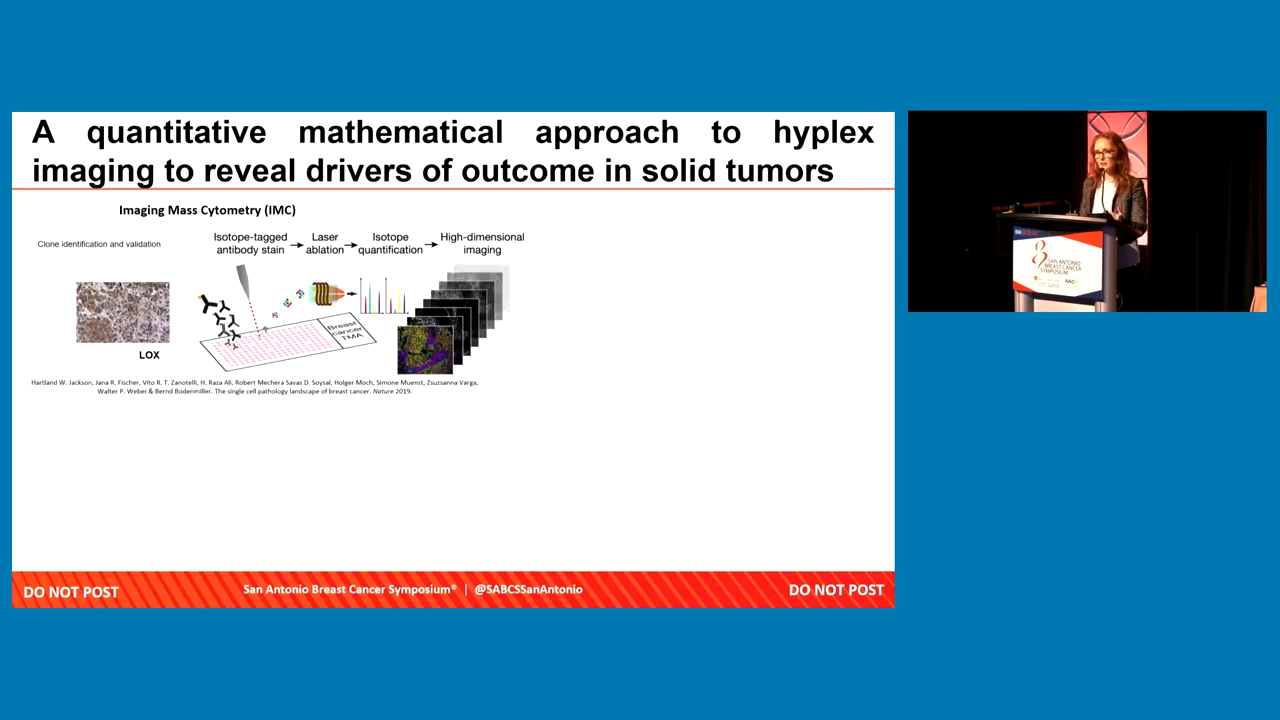 A quantitative mathematical approach to hyplex
imaging to reveal drivers of outcome in solid tumors
Imaging Mass Cytometry (IMC)
Clone identification and validation
Isotope-tagged
antibody stain
Laser
ablation
Isotope
quantification
High-dimensional
imaging
Breast
cancer
TMA
LOX
Hartland W. Jackson, Jana R. Fischer, Vito R. T. Zanotelli, H. Raza Ali, Robert Mechera Savas D. Soysal, Holger Moch, Simone Muenst, Zsuzsanna Varga,
Walter P. Weber & Bernd Bodenmiller. The single cell pathology landscape of breast cancer. Nature 2019.
DO NOT POST
San Antonio Breast Cancer Symposium® | @SABCSSanAntonio
DO NOT POST
SAN ANTONIO
BREAST CANCER
SYMPOSIUM